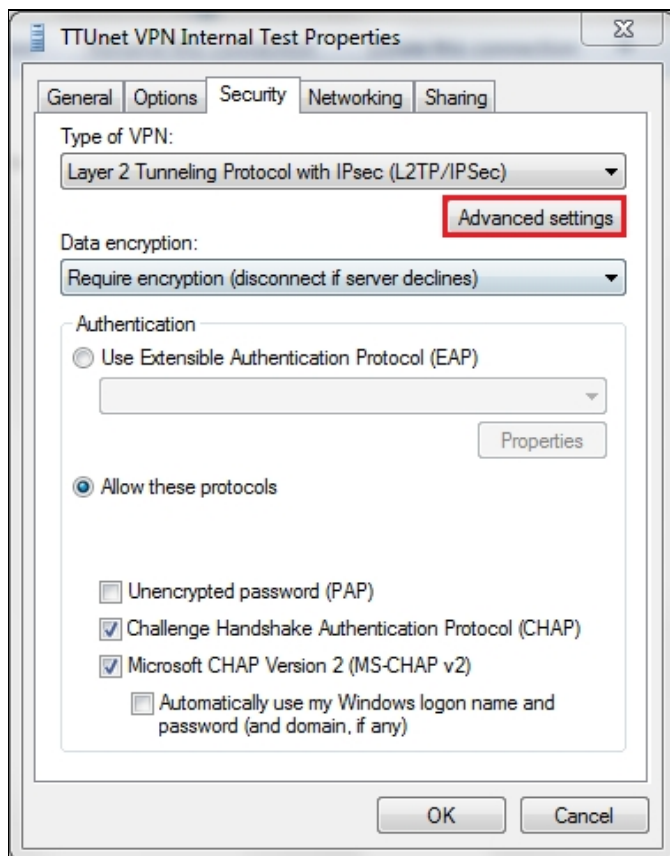 TTUnet VPN Internal Test Properties
General Options Security Networking Sharing
Type of VPN:
Layer 2 Tunneling Protocol with IPsec (L2TP/IPSec)
Advanced settings
Data encryption:
Require encryption (disconnect if server declines)
Authentication
Use Extensible Authentication Protocol (EAP)
Properties
Allow these protocols
Unencrypted password (PAP)
Challenge Handshake Authentication Protocol (CHAP)
Microsoft CHAP Version 2 (MS-CHAP v2)
Automatically use my Windows logon name and
password (and domain, if any)
OK Cancel